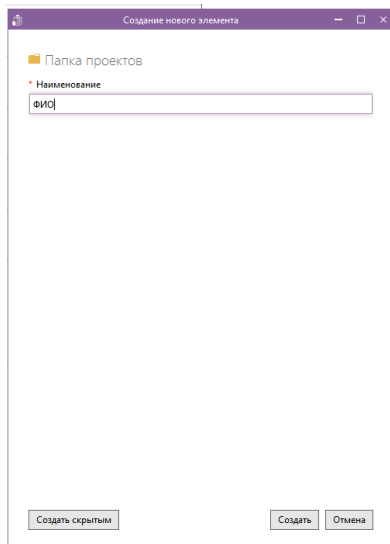 Создание нового элемента
Папка проектов
* Наименование
ФИО
Создать скрытым
Создать
Отмена